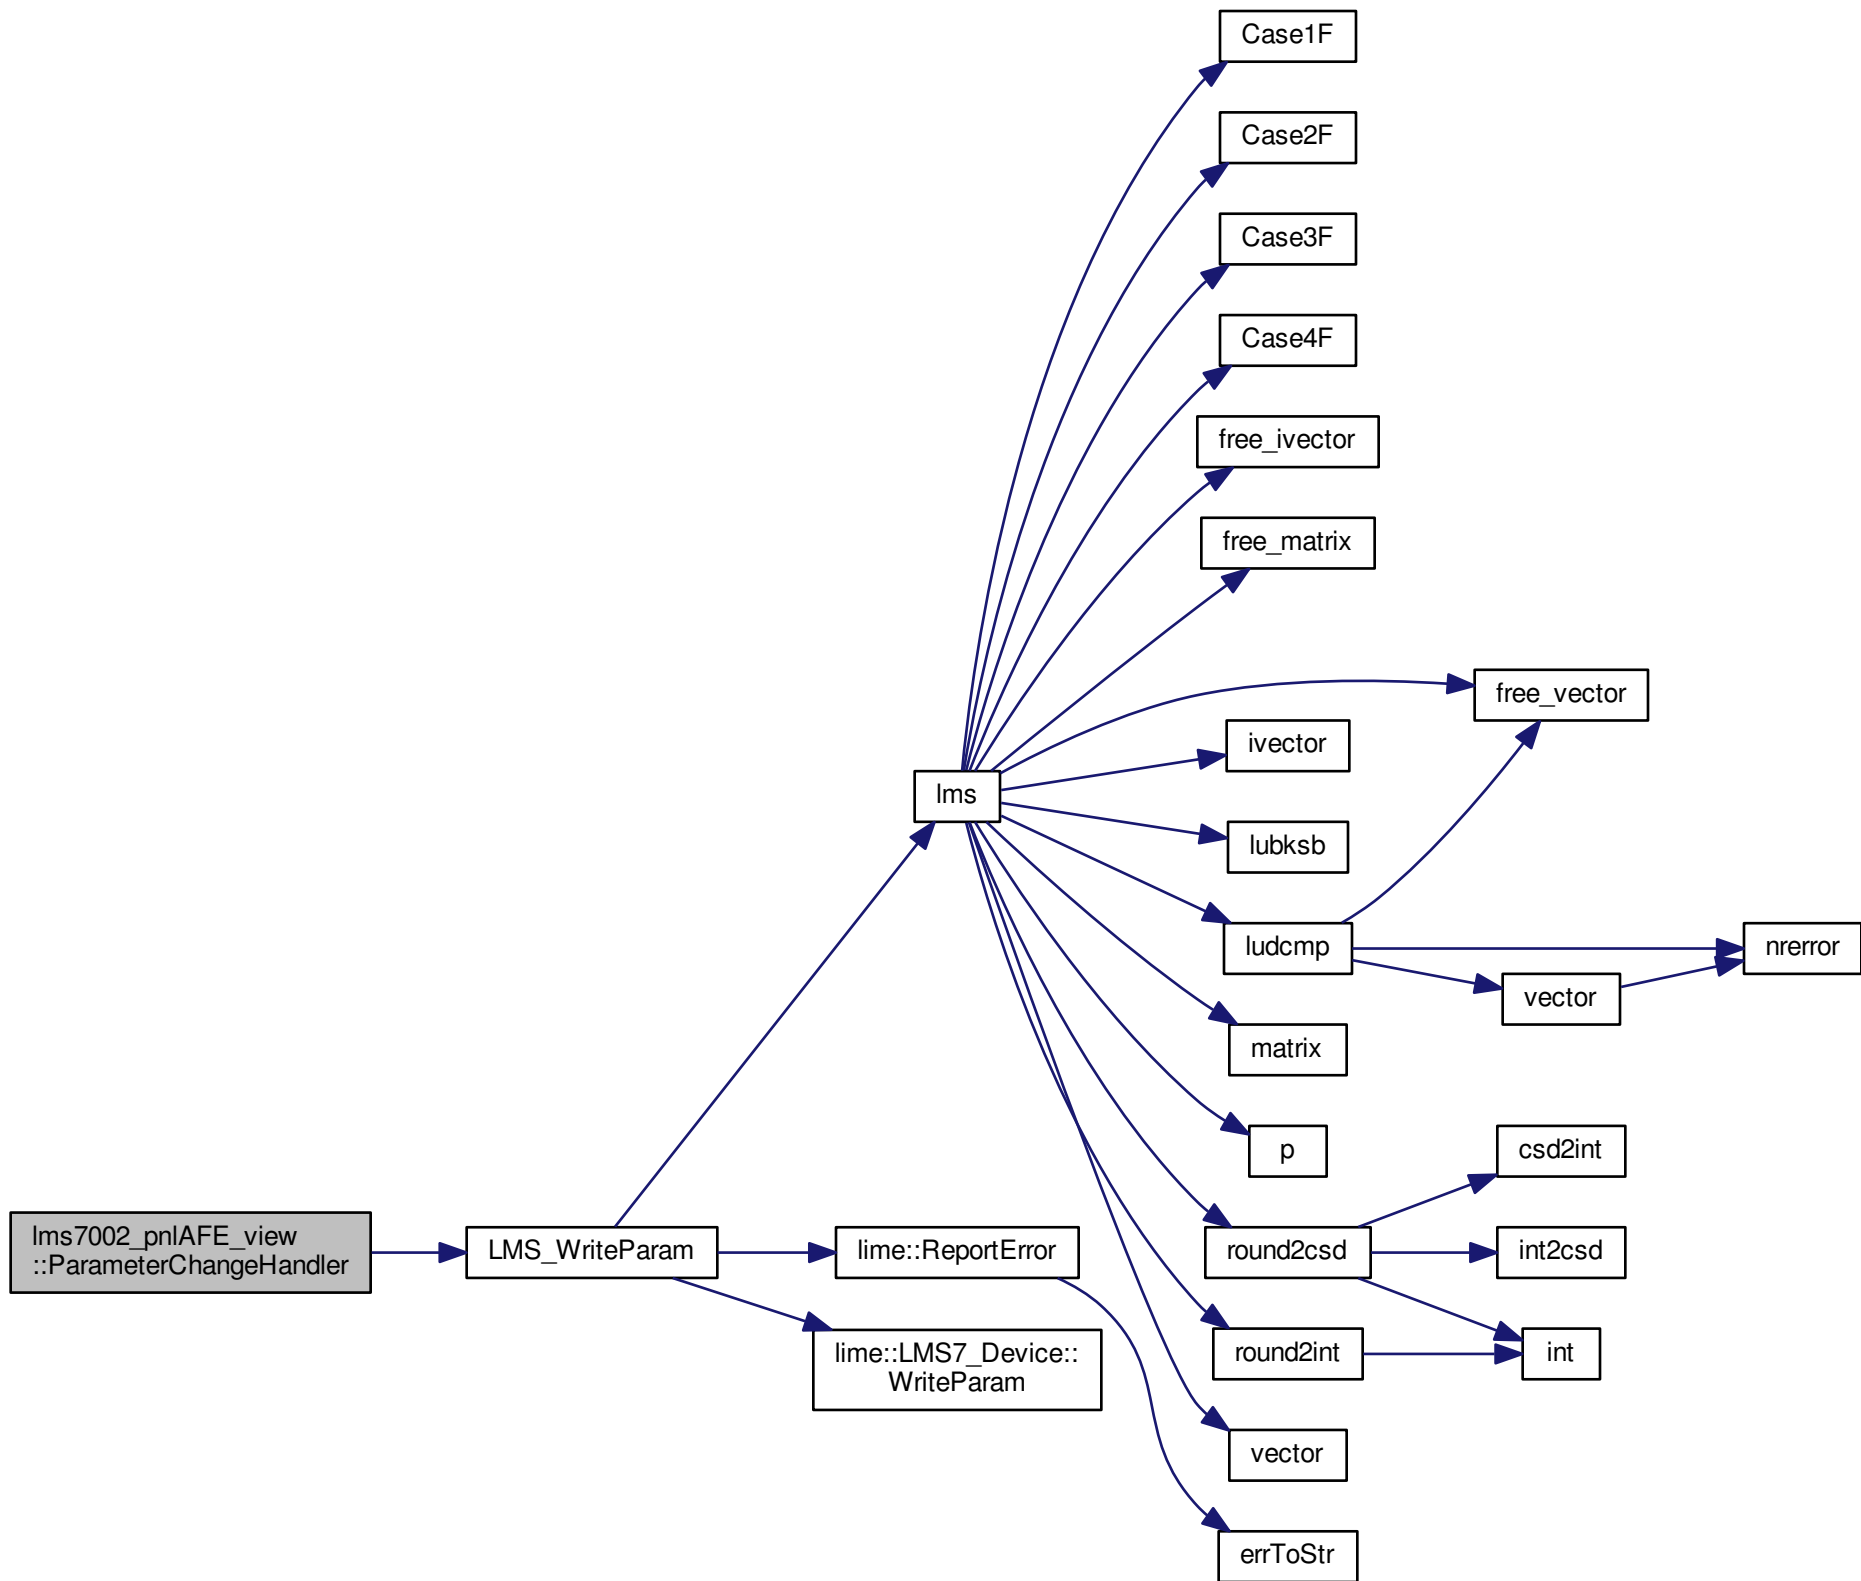 Case1F
Case2F
Case3F
Case4F
free_ivector
free_matrix
free_vector
ivector
lms
lubksb
ludcmp
nrerror
vector
matrix
p
csd2int
lms7002_pnlAFE_view
::ParameterChangeHandler
LMS_WriteParam
lime::ReportError
round2csd
int2csd
lime::LMS7_Device::
WriteParam
round2int
int
vector
errToStr